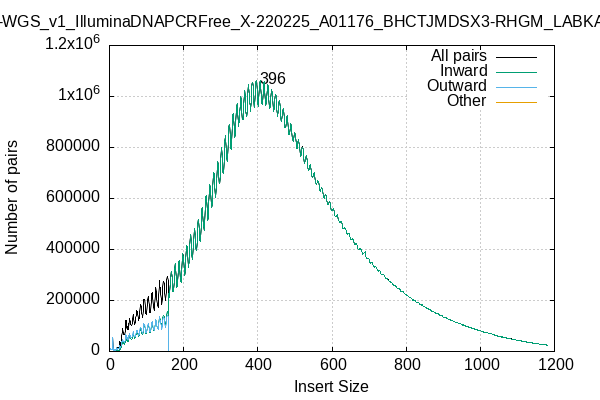 -WGS_v1_IlluminaDNAPCRFree_X-220225_A01176_BHCTJMDSX3-RHGM_LABKA
1.2x10^6
1x10^6
800000
600000
400000
200000
0
Number of pairs
396
All pairs
Inward
Outward
Other
0 200 400 600 800 1000 1200
Insert Size